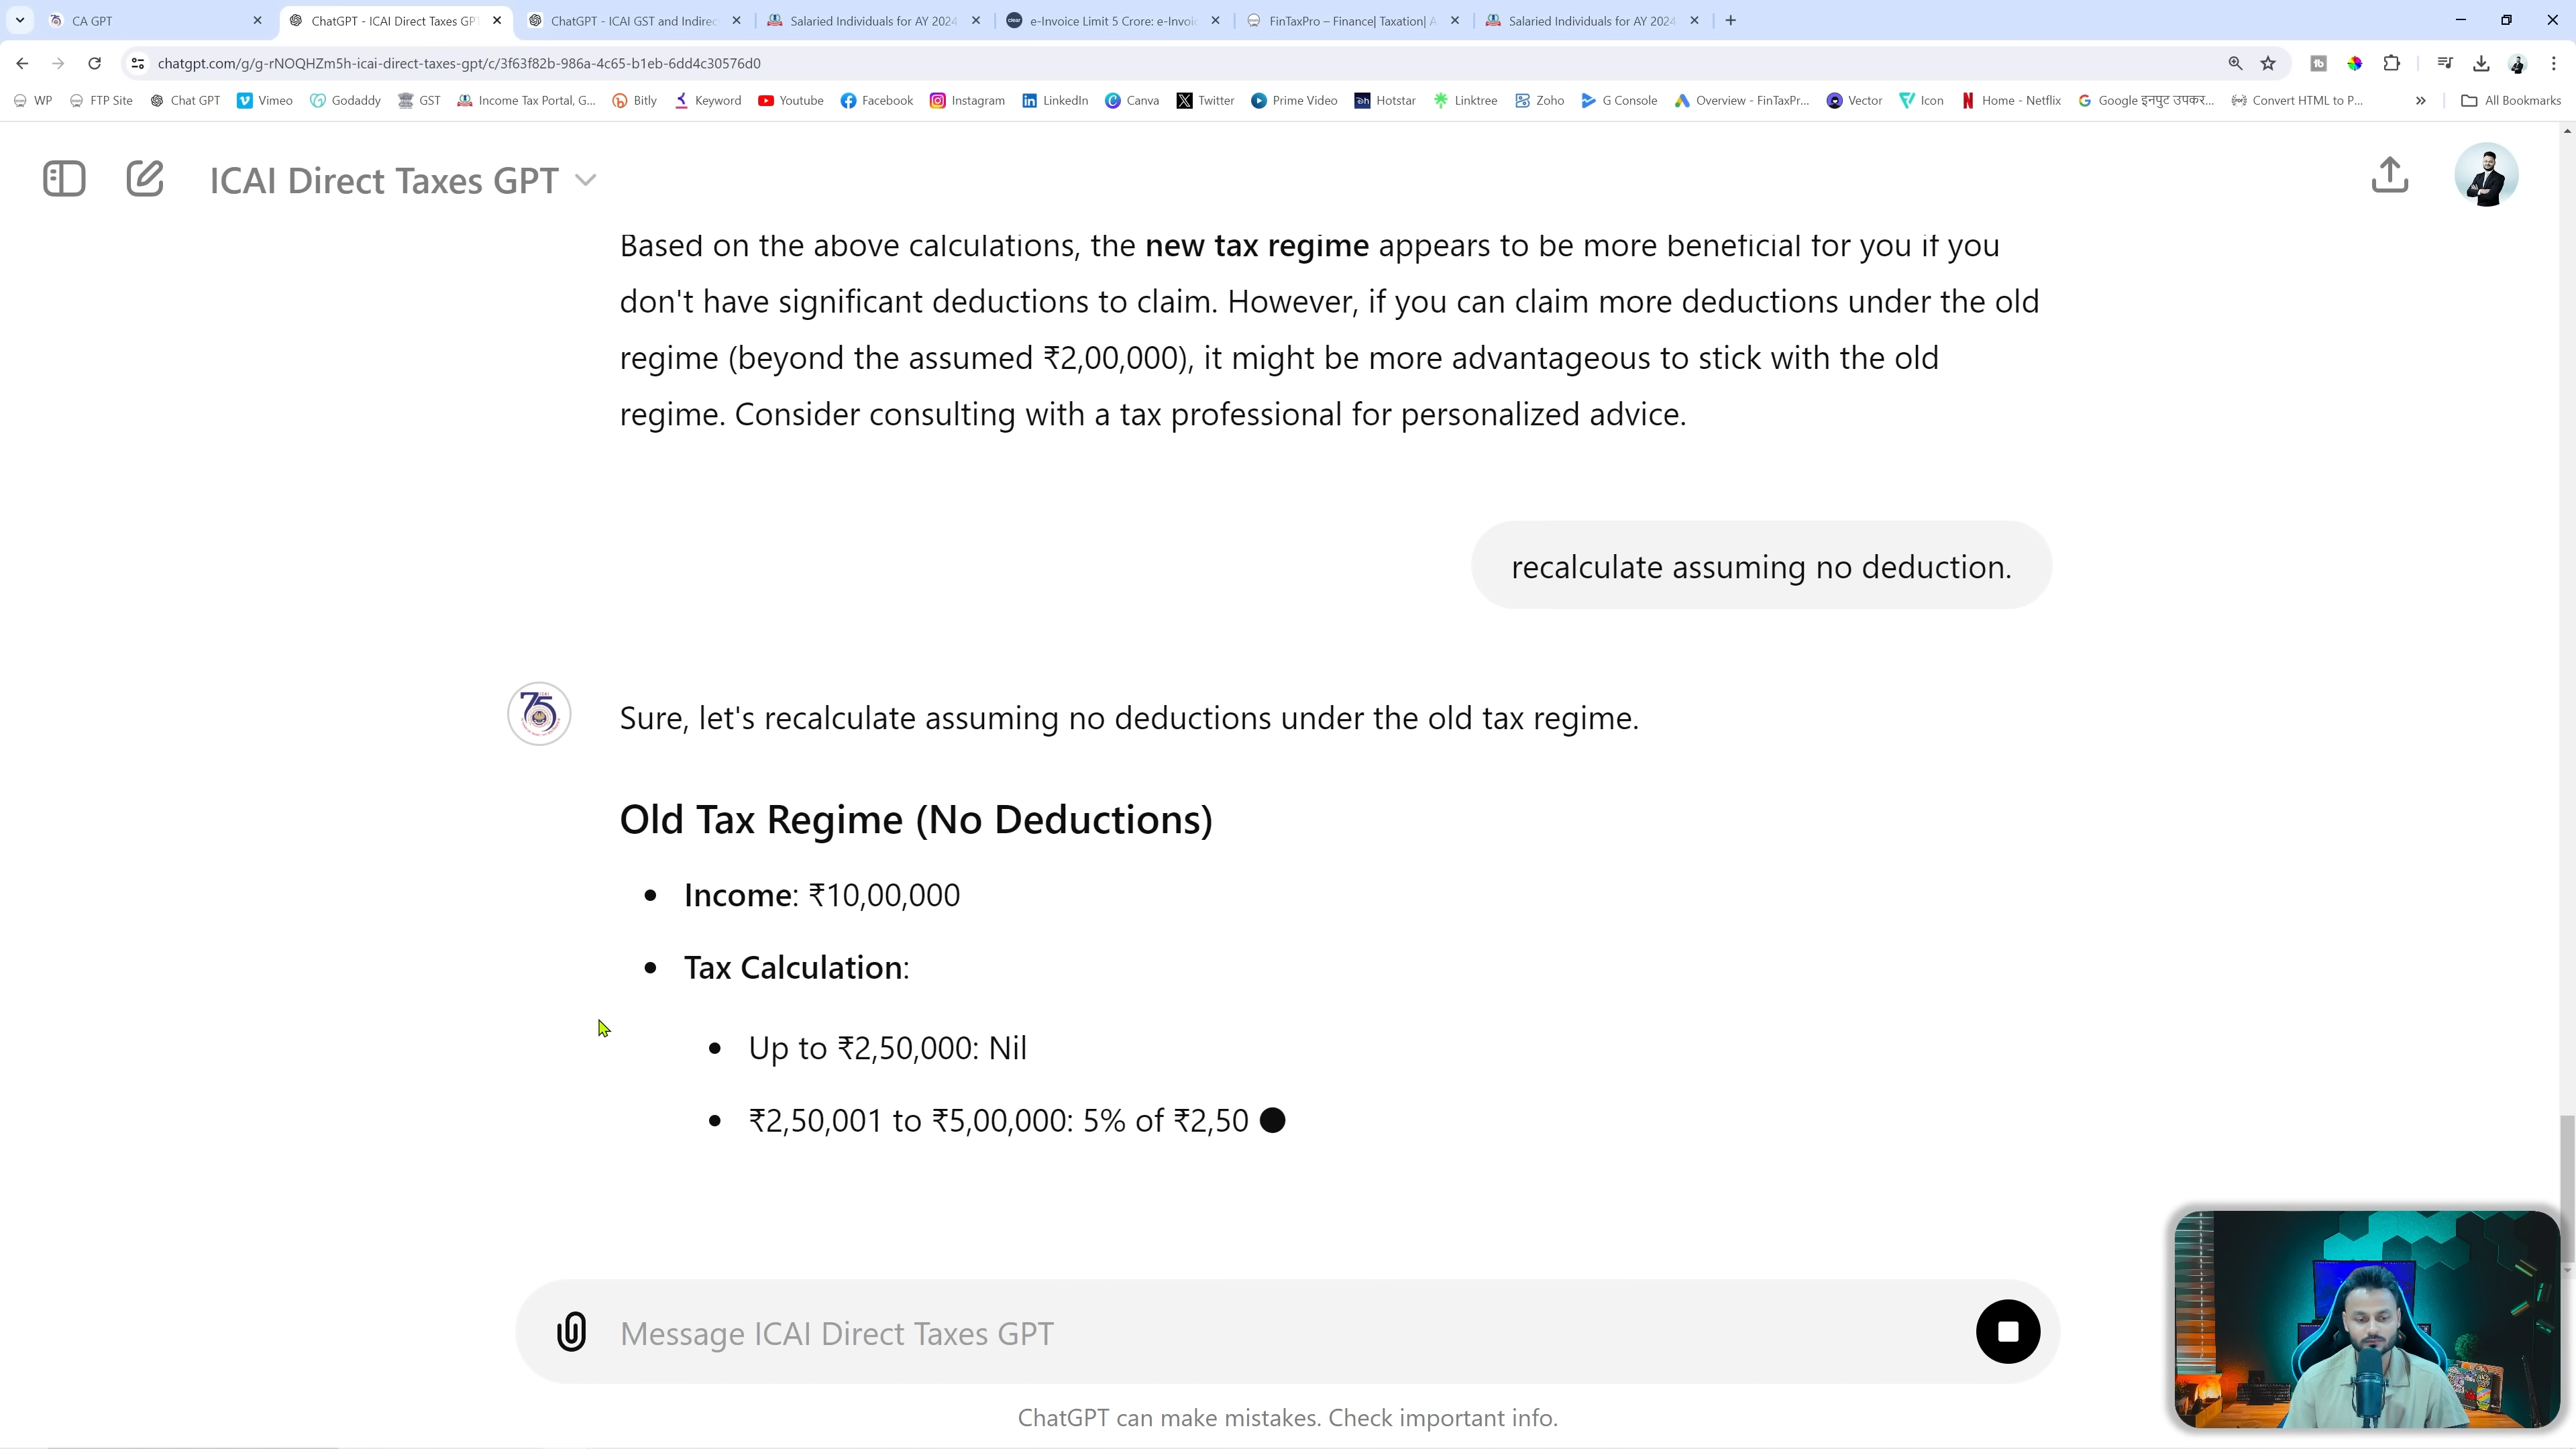 CA GPT
ChatGPT - ICAI Direct Taxes GPT
ChatGPT - ICAI GST and Indirec
Salaried Individuals for AY 2024
e-Invoice Limit 5 Crore: e-Invoic
FinTaxPro – Finance| Taxation| A
Salaried Individuals for AY 2024
chatgpt.com/g/g-rNOQHZm5h-icai-direct-taxes-gpt/c/3f63f82b-986a-4c65-b1eb-6dd4c30576d0
WP
FTP Site
Chat GPT
Vimeo
Godaddy
GST
Income Tax Portal, G...
Bitly
Keyword
Youtube
Facebook
Instagram
LinkedIn
Canva
Twitter
Prime Video
Hotstar
Linktree
Zoho
G Console
Overview - FinTaxPr...
Vector
Icon
Home - Netflix
Google इनपुट उपकर...
Convert HTML to P...
All Bookmarks
ICAI Direct Taxes GPT
Based on the above calculations, the new tax regime appears to be more beneficial for you if you
don't have significant deductions to claim. However, if you can claim more deductions under the old
regime (beyond the assumed ₹2,00,000), it might be more advantageous to stick with the old
regime. Consider consulting with a tax professional for personalized advice.
recalculate assuming no deduction.
75
Sure, let's recalculate assuming no deductions under the old tax regime.
Old Tax Regime (No Deductions)
Income: ₹10,00,000
Tax Calculation:
Up to ₹2,50,000: Nil
₹2,50,001 to ₹5,00,000: 5% of ₹2,50
Message ICAI Direct Taxes GPT
ChatGPT can make mistakes. Check important info.